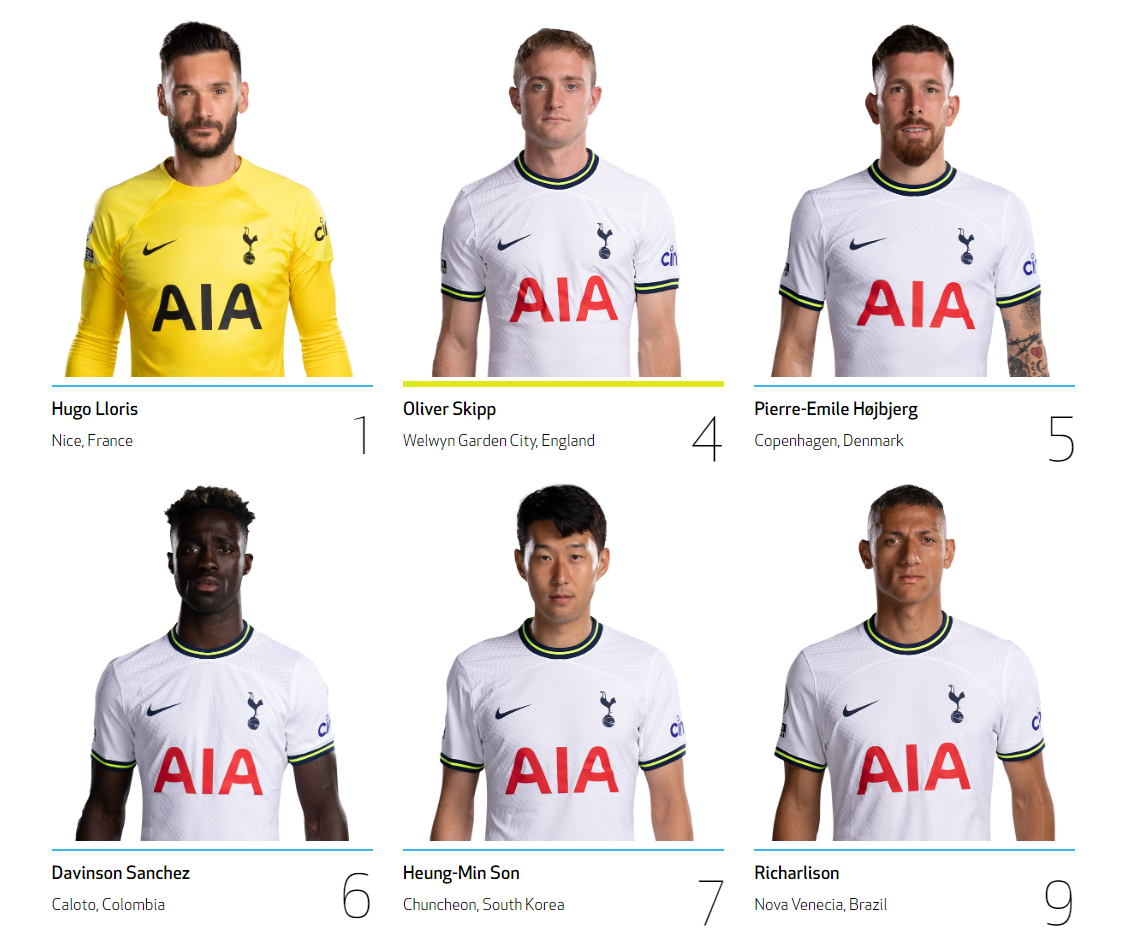 AIA
AIA
AIA
Hugo Lloris
Nice, France
1
Oliver Skipp
Welwyn Garden City, England
4
Pierre-Emile Højbjerg
Copenhagen, Denmark
5
AIA
AIA
AIA
Davinson Sanchez
Caloto, Colombia
6
Heung-Min Son
Chuncheon, South Korea
7
Richarlison
Nova Venecia, Brazil
9